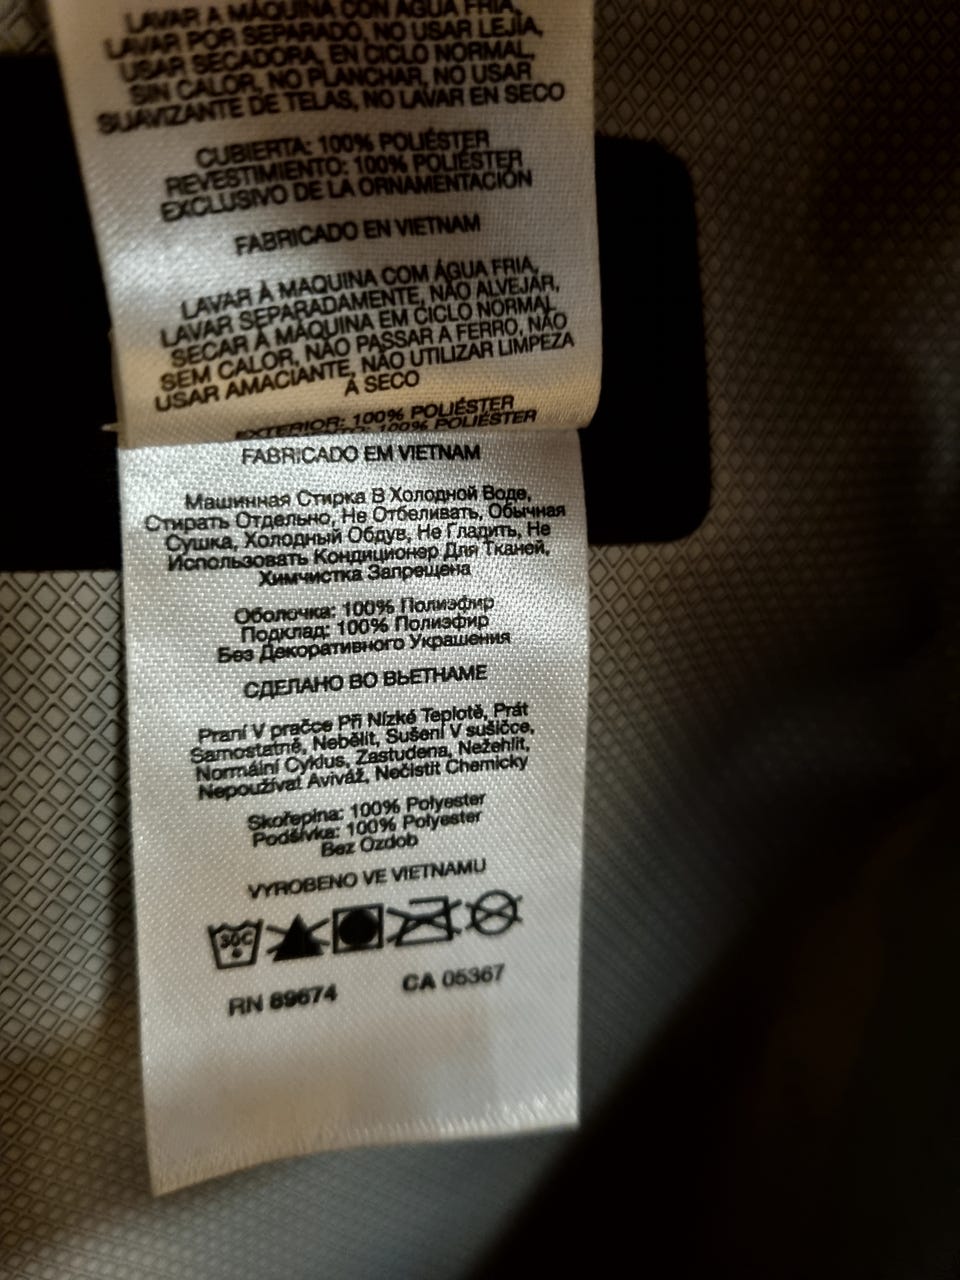 LAVAR A MÁQUINA CON AGUA FRÍA,
LAVAR POR SEPARADO, NO USAR LEJÍA,
USAR SECADORA, EN CICLO NORMAL,
SIN CALOR, NO PLANCHAR, NO USAR
SUAVIZANTE DE TELAS, NO LAVAR EN SECO
CUBIERTA: 100% POLIÉSTER
REVESTIMIENTO: 100% POLIÉSTER
EXCLUSIVO DE LA ORNAMENTACIÓN
FABRICADO EN VIETNAM
LAVAR À MAQUINA COM ÁGUA FRIA,
LAVAR SEPARADAMENTE, NÃO ALVEJAR,
SECAR À MÁQUINA EM CICLO NORMAL
SEM CALOR, NÃO PASSAR A FERRO, NÃO
USAR AMACIANTE, NÃO UTILIZAR LIMPEZA
À SECO
EXTERIOR: 100% POLIÉSTER
100% POLIÉSTER
FABRICADO EM VIETNAM
Машинная Стирка В Холодной Воде,
Стирать Отдельно, Не Отбеливать, Обычная
Сушка, Холодный Обдув, Не Гладить, Не
Использовать Кондиционер Для Тканей,
Химчистка Запрещена
Оболочка: 100% Полиэфир
Подклад: 100% Полиэфир
Без Декоративного Украшения
СДЕЛАНО ВО ВЬЕТНАМЕ
Praní V pračce Při Nízké Teplotě, Prát
Samostatně, Nebělit, Sušení V sušičce,
Normální Cyklus, Zastudena, Nežehlit,
Nepoužívat Aviváž, Nečistit Chemicky
Skořepina: 100% Polyester
Podšívka: 100% Polyester
Bez Ozdob
VYROBENO VE VIETNAMU
30C
RN 89674 CA 05367